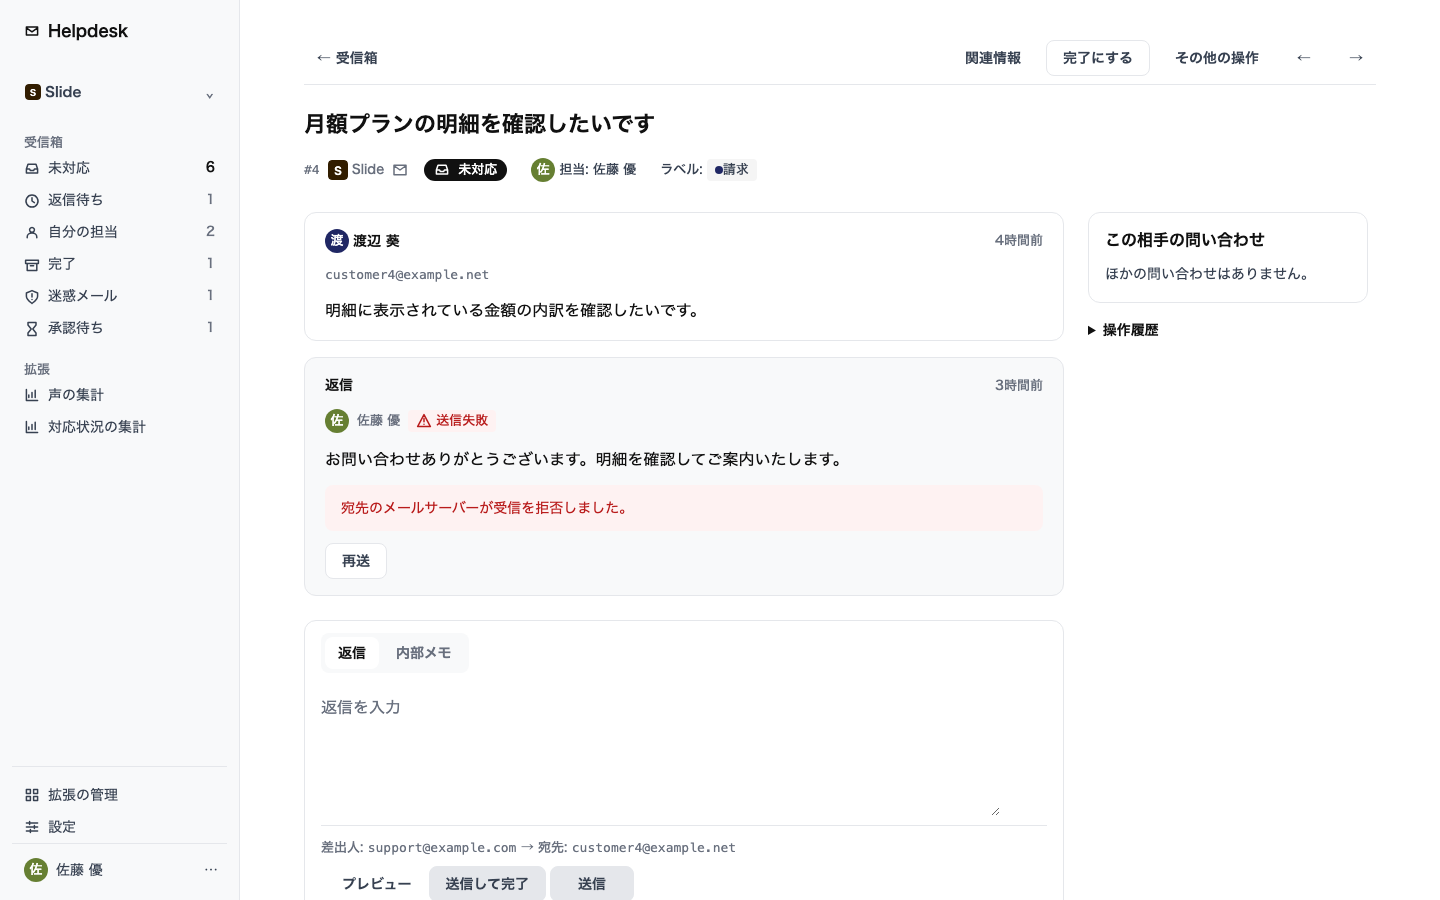 Helpdesk
S Slide
受信箱
未対応 6
返信待ち 1
自分の担当 2
完了 1
迷惑メール 1
承認待ち 1
拡張
声の集計
対応状況の集計
拡張の管理
設定
佐 佐藤 優 …
← 受信箱
関連情報 完了にする その他の操作 ← →
月額プランの明細を確認したいです
#4 S Slide 未対応 佐 担当: 佐藤 優 ラベル: 請求
渡 渡辺 葵 4時間前
customer4@example.net
明細に表示されている金額の内訳を確認したいです。
返信 3時間前
佐 佐藤 優 送信失敗
お問い合わせありがとうございます。明細を確認してご案内いたします。
宛先のメールサーバーが受信を拒否しました。
再送
返信 内部メモ
返信を入力
差出人: support@example.com → 宛先: customer4@example.net
プレビュー 送信して完了 送信
この相手の問い合わせ
ほかの問い合わせはありません。
▶ 操作履歴